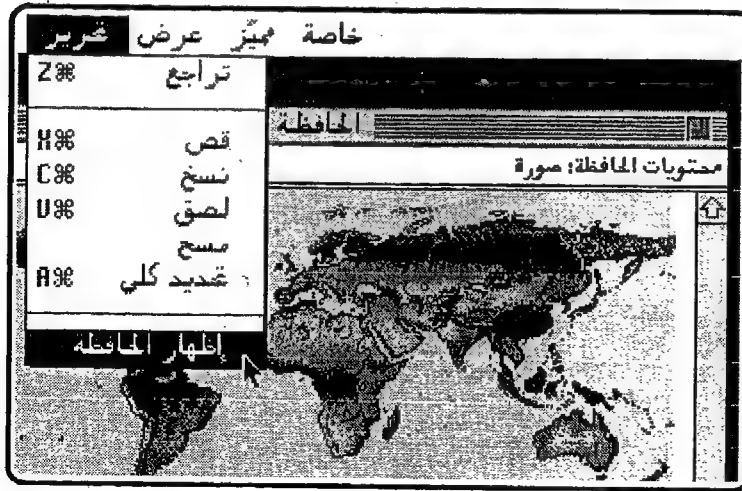 تحرير عرض مميّز خاصة
تراجع ⌘Z
قص ⌘X
نسخ ⌘C
لصق ⌘V
مسح
تحديد كلي ⌘A
إظهار الحافظة
الحافظة
محتويات الحافظة: صورة